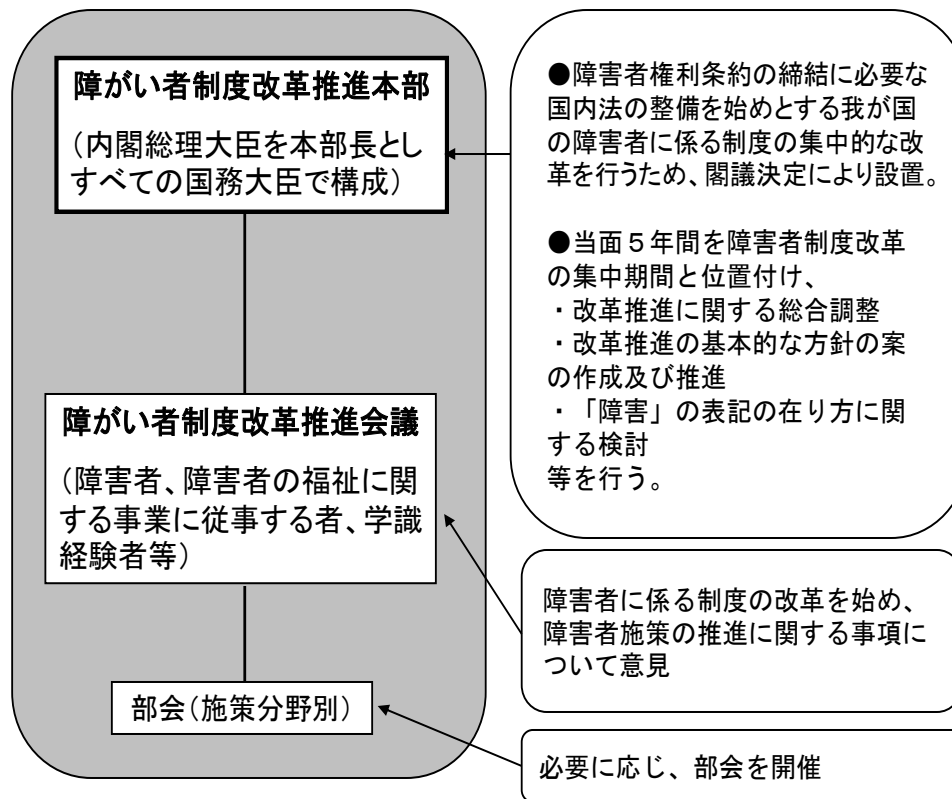 障がい者制度改革推進本部
（内閣総理大臣を本部長とし
すべての国務大臣で構成）
●障害者権利条約の締結に必要な
国内法の整備を始めとする我が国
の障害者に係る制度の集中的な改
革を行うため、閣議決定により設置。
●当面５年間を障害者制度改革
の集中期間と位置付け、
・改革推進に関する総合調整
・改革推進の基本的な方針の案
の作成及び推進
・「障害」の表記の在り方に関
する検討
等を行う。
障がい者制度改革推進会議
（障害者、障害者の福祉に関
する事業に従事する者、学識
経験者等）
障害者に係る制度の改革を始め、
障害者施策の推進に関する事項に
ついて意見
部会（施策分野別）
必要に応じ、部会を開催